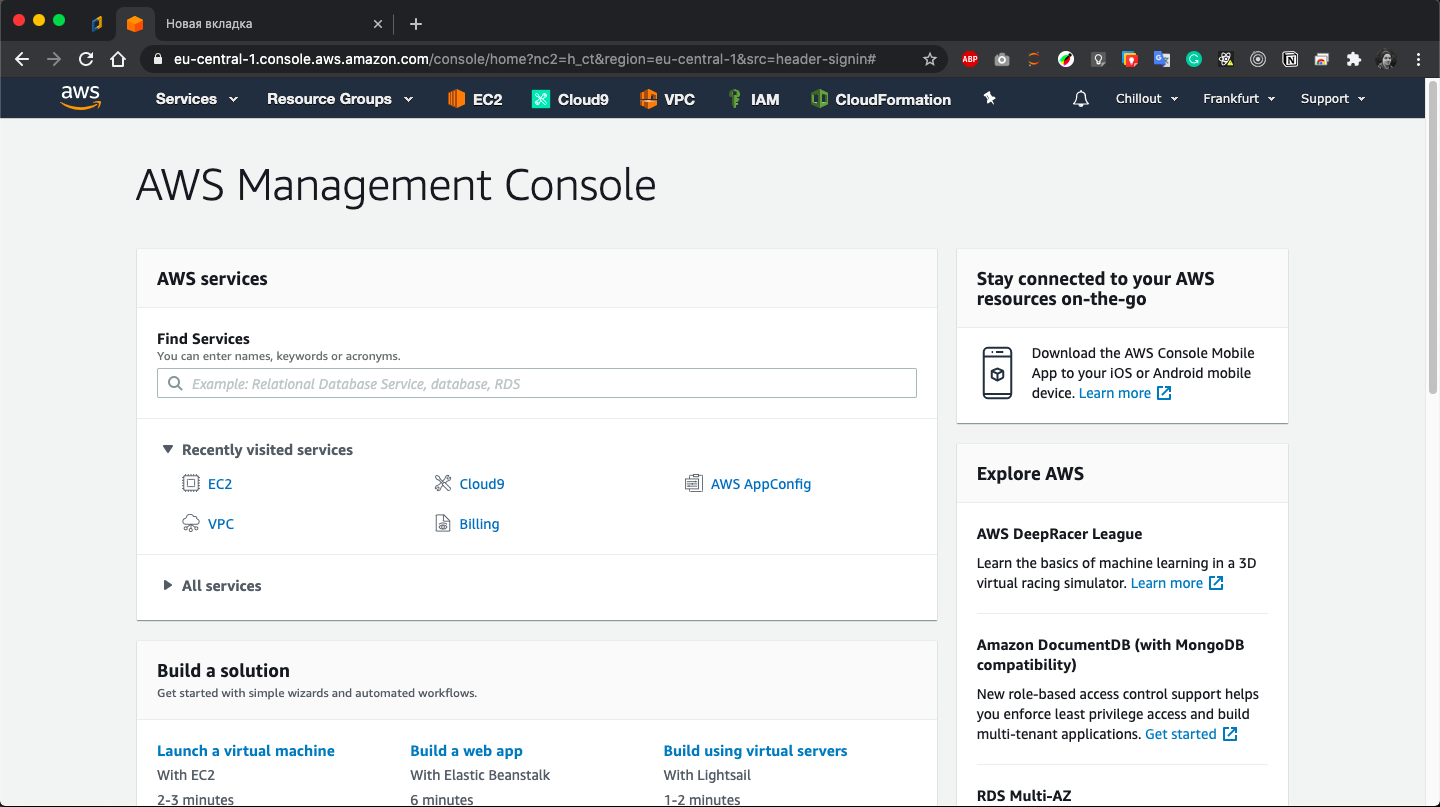 Новая вкладка
eu-central-1.console.aws.amazon.com/console/home?nc2=h_ct&region=eu-central-1&src=header-signin#
ABP
aws Services Resource Groups EC2 Cloud9 VPC IAM CloudFormation Chillout Frankfurt Support
AWS Management Console
AWS services
Find Services
You can enter names, keywords or acronyms.
Example: Relational Database Service, database, RDS
Recently visited services
EC2 Cloud9 AWS AppConfig
VPC Billing
All services
Build a solution
Get started with simple wizards and automated workflows.
Launch a virtual machine
With EC2
2-3 minutes
Build a web app
With Elastic Beanstalk
6 minutes
Build using virtual servers
With Lightsail
1-2 minutes
Stay connected to your AWS
resources on-the-go
Download the AWS Console Mobile
App to your iOS or Android mobile
device. Learn more
Explore AWS
AWS DeepRacer League
Learn the basics of machine learning in a 3D
virtual racing simulator. Learn more
Amazon DocumentDB (with MongoDB
compatibility)
New role-based access control support helps
you enforce least privilege access and build
multi-tenant applications. Get started
RDS Multi-AZ